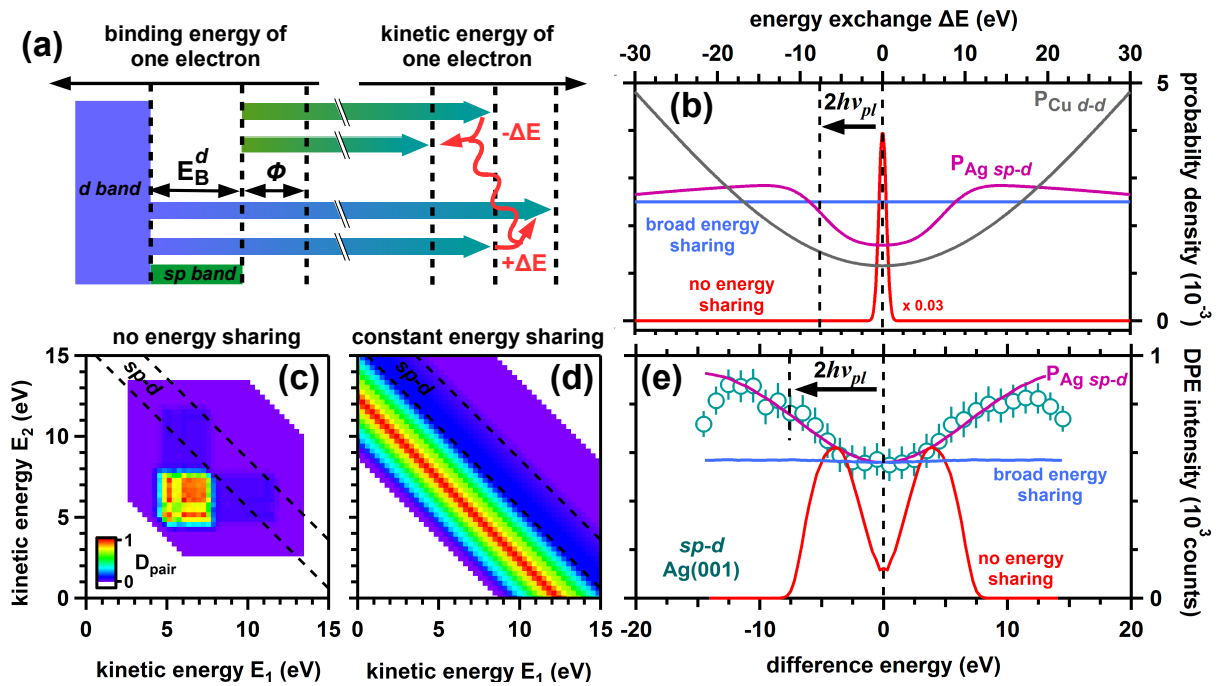 (a)
binding energy of
one electron
kinetic energy of
one electron
-ΔE
d band
E_B^d
Φ
sp band
+ΔE
energy exchange ΔE (eV)
-30
-20
-10
0
10
20
30
5
(b)
2hν_pl
P_Cu d-d
P_Ag sp-d
broad energy
sharing
no energy
sharing
x 0.03
0
probabilty density (10^-3)
no energy sharing
15
10
5
0
(c)
sp-d
1
0
D_pair
kinetic energy E_2 (eV)
0
5
10
15
kinetic energy E_1 (eV)
constant energy sharing
(d)
sp-d
0
5
10
15
kinetic energy E_1 (eV)
1
(e)
2hν_pl
P_Ag sp-d
broad energy
sharing
sp-d
Ag(001)
no energy
sharing
0
DPE intensity (10^3 counts)
-20
-10
0
10
20
difference energy (eV)